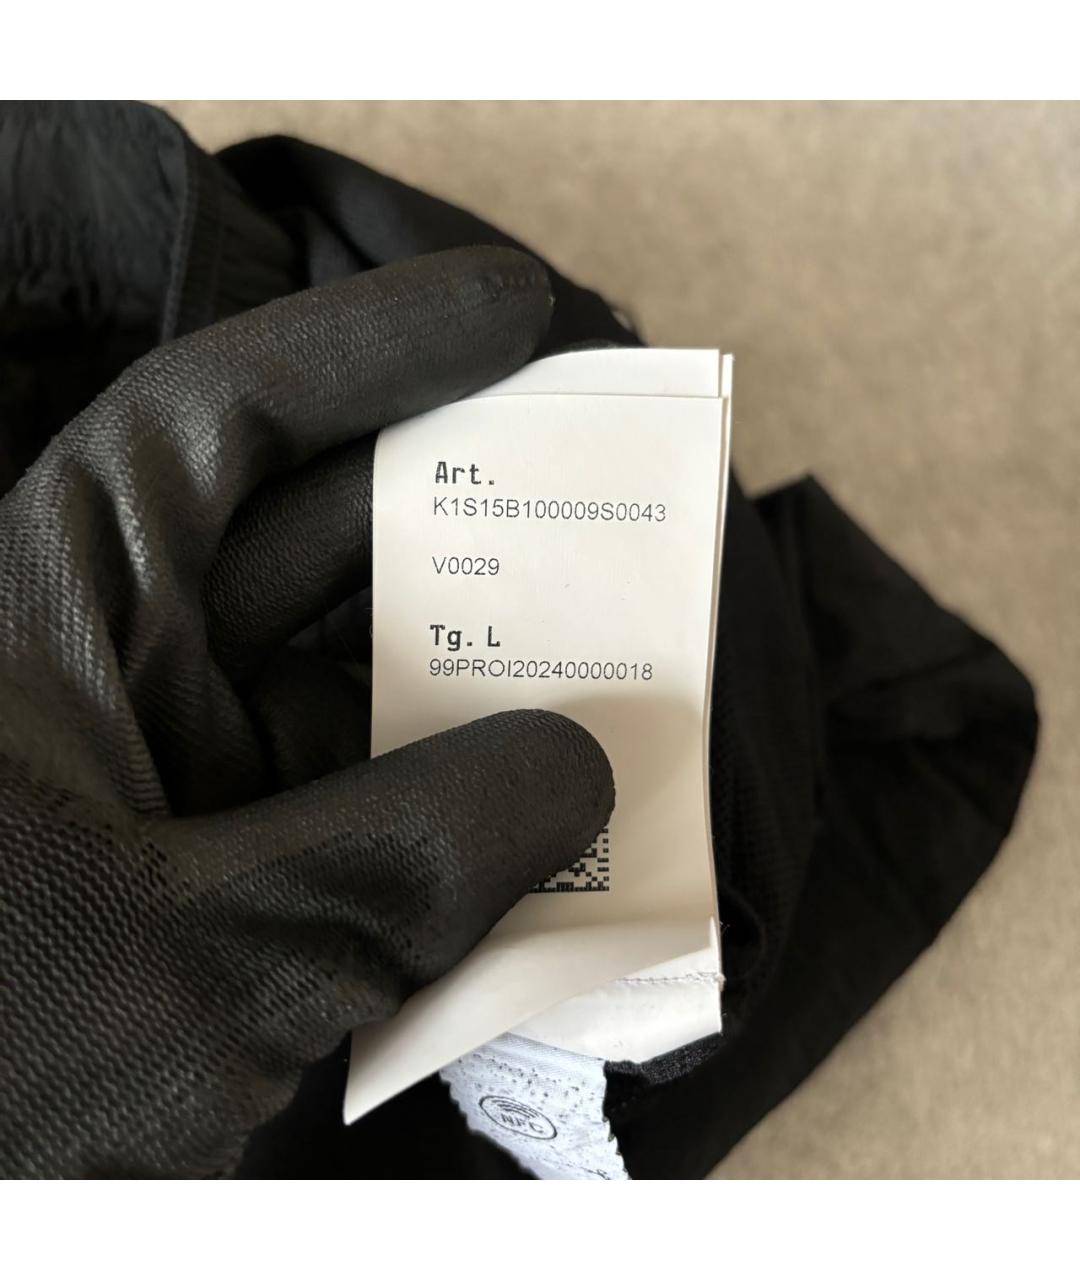 Art.
K1S15B100009S0043
V0029
Tg. L
99PROI20240000018
NFC